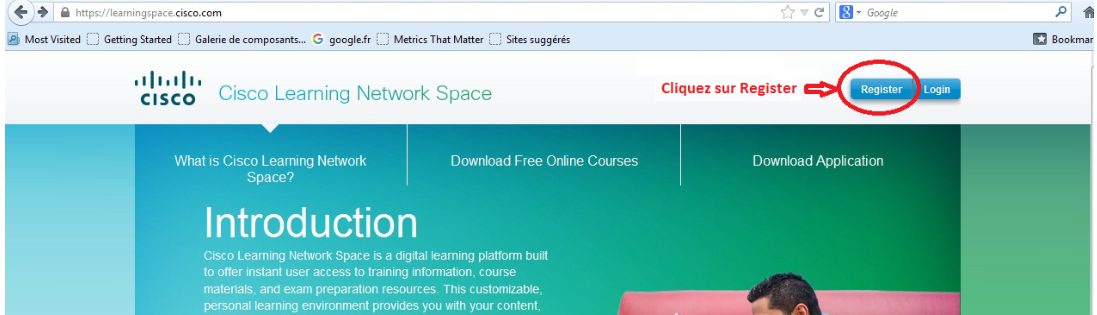 https://learningspace.cisco.com
Google
Most Visited Getting Started Galerie de composants... google.fr Metrics That Matter Sites suggérés
Bookmar
CISCO Cisco Learning Network Space
Cliquez sur Register
Register Login
What is Cisco Learning Network
Space?
Download Free Online Courses
Download Application
Introduction
Cisco Learning Network Space is a digital learning platform built
to offer instant user access to training information, course
materials, and exam preparation resources. This customizable,
personal learning environment provides you with your content,